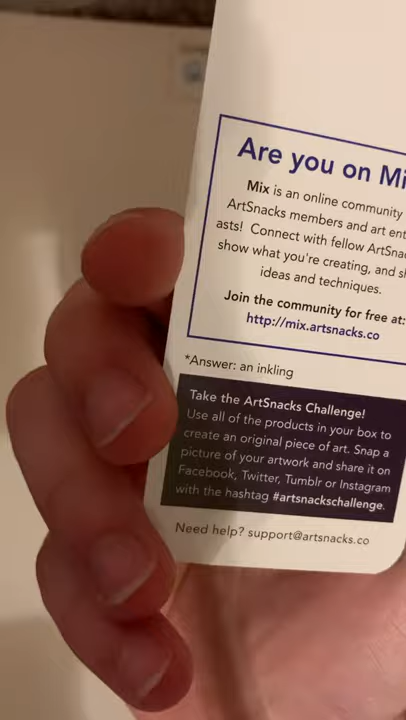 Are you on
Mix is an online community
ArtSnacks members and art
asts! Connect with fellow
show what you're creating, and
ideas and techniques.
Join the community for free at:
http://mix.artsnacks.co
*Answer: an inkling
Take the ArtSnacks Challenge!
Use all of the products in your box to
create an original piece of art. Snap a
picture of your artwork and share it on
Facebook, Twitter, Tumblr or Instagram
with the hashtag #artsnackschallenge.
Need help? support@artsnacks.co